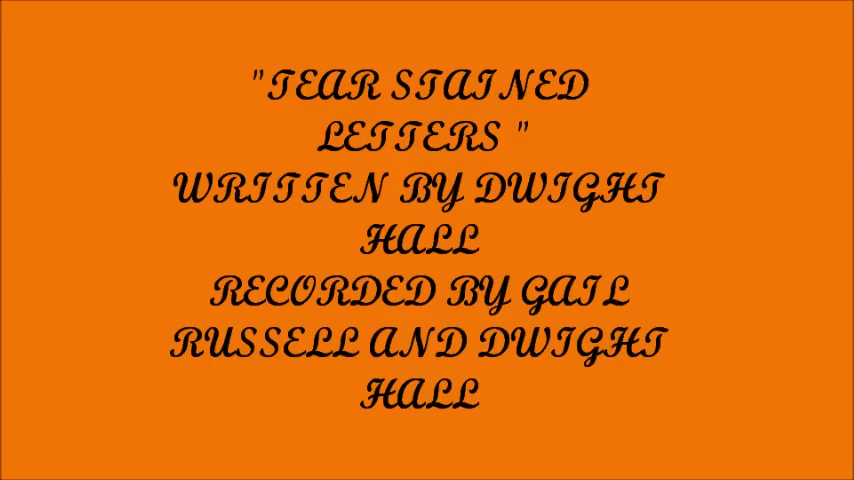 "TEAR STAINED
LETTERS "
WRITTEN BY DWIGHT
HALL
RECORDED BY GAIL
RUSSELL AND DWIGHT
HALL